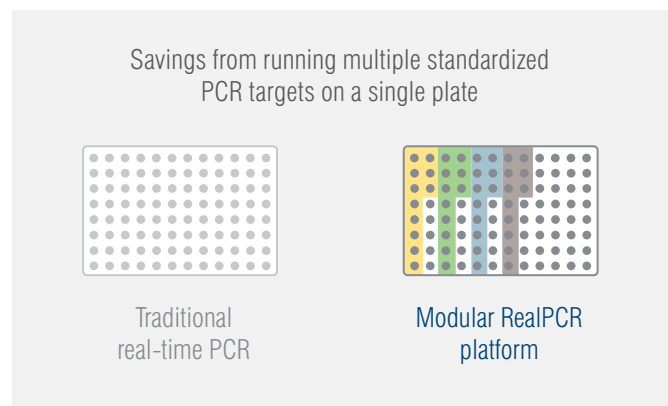 Savings from running multiple standardized
PCR targets on a single plate
Traditional
real-time PCR
Modular RealPCR
platform